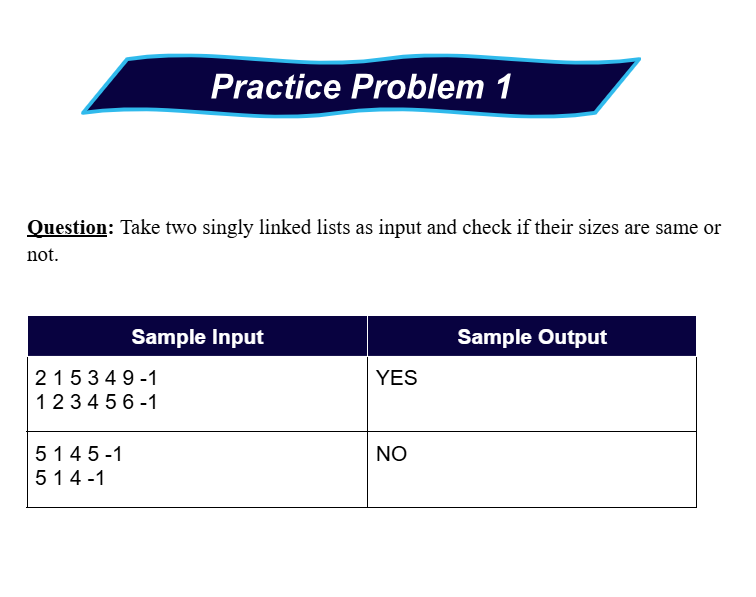 Practice Problem 1
Question: Take two singly linked lists as input and check if their sizes are same or
not.
Sample Input
Sample Output
2 1 5 3 4 9 -1
1 2 3 4 5 6 -1
YES
5 1 4 5 -1
5 1 4 -1
NO